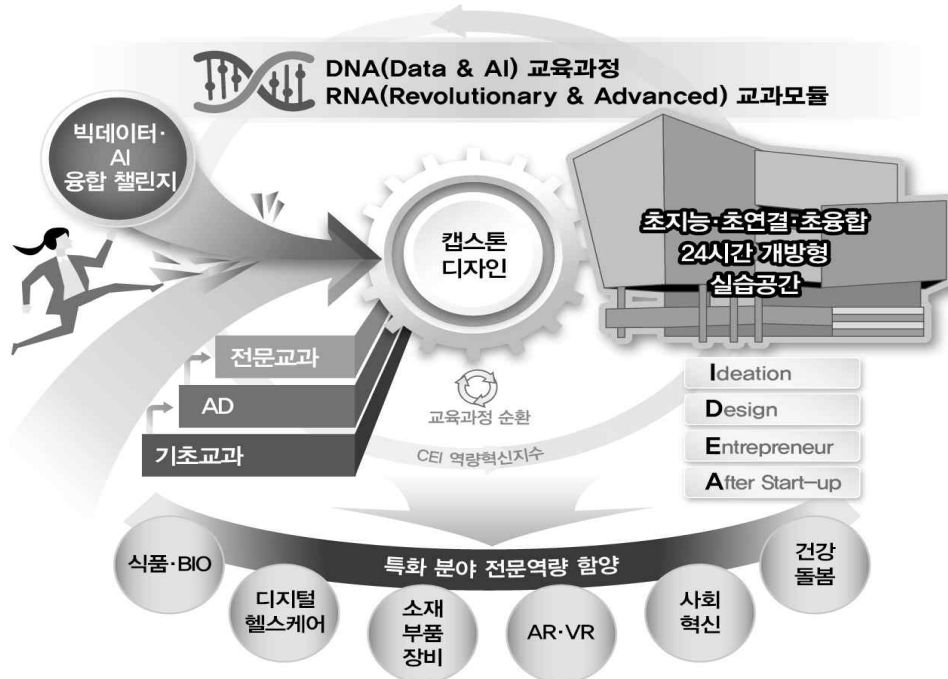 DNA(Data & AI) 교육과정
RNA(Revolutionary & Advanced) 교과모듈
빅데이터·
AI
융합 챌린지
캡스톤
디자인
초지능·초연결·초융합
24시간 개방형
실습공간
전문교과
AD
기초교과
교육과정 순환
CEI 역량혁신지수
Ideation
Design
Entrepreneur
After Start-up
특화 분야 전문역량 함양
식품·BIO
디지털
헬스케어
소재
부품
장비
AR·VR
사회
혁신
건강
돌봄